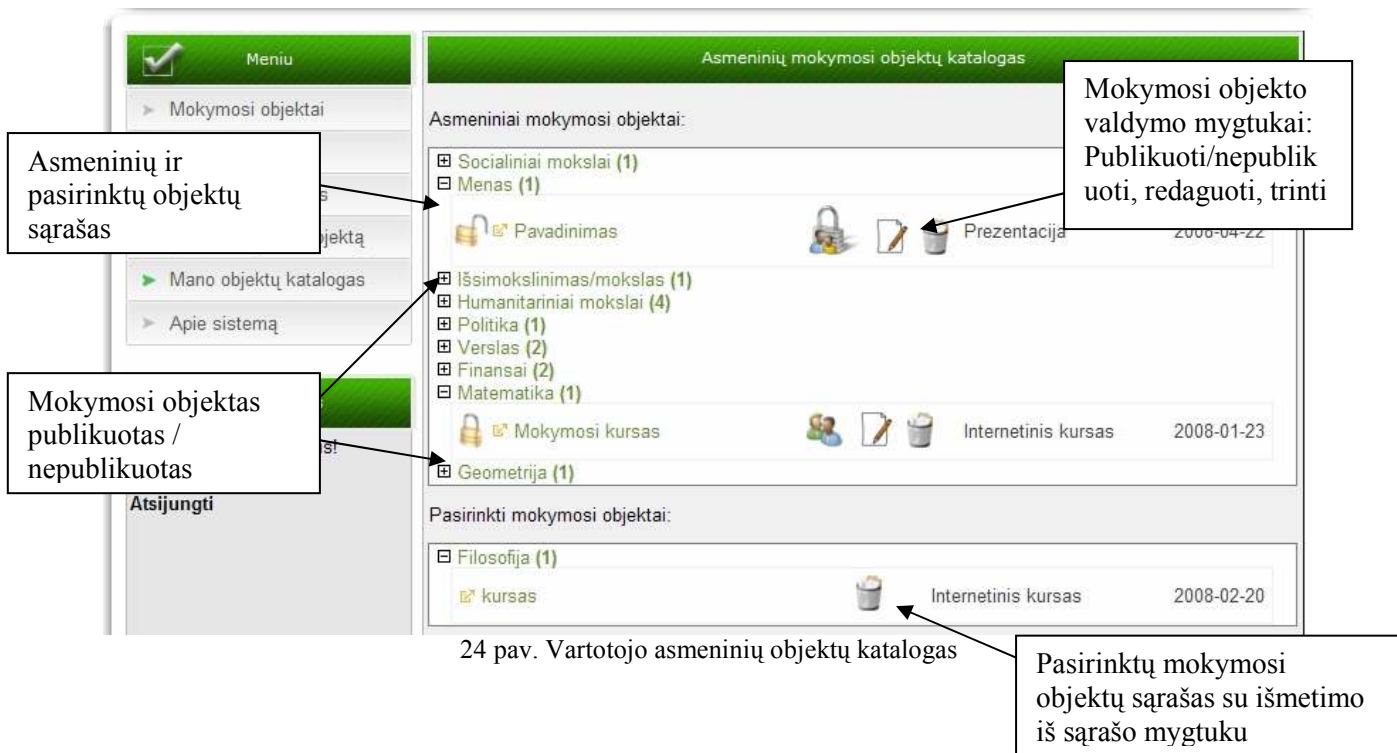 Meniu
Mokymosi objektai
Mano objektų katalogas
Apie sistemą
Atsijungti
Asmeninių ir
pasirinktų objektų
sąrašas
Mokymosi objektas
publikuotas /
nepublikuotas
Asmeninių mokymosi objektų katalogas
Mokymosi objekto
valdymo mygtukai:
Publikuoti/nepublik
uoti, redaguoti, trinti
Asmeniniai mokymosi objektai:
Socialiniai mokslai (1)
Menas (1)
Pavadinimas Prezentacija 2008-04-22
Išsimokslinimas/mokslas (1)
Humanitariniai mokslai (4)
Politika (1)
Verslas (2)
Finansai (2)
Matematika (1)
Mokymosi kursas Internetinis kursas 2008-01-23
Geometrija (1)
Pasirinkti mokymosi objektai:
Filosofija (1)
kursas Internetinis kursas 2008-02-20
24 pav. Vartotojo asmeninių objektų katalogas
Pasirinktų mokymosi
objektų sąrašas su išmetimo
iš sąrašo mygtuku